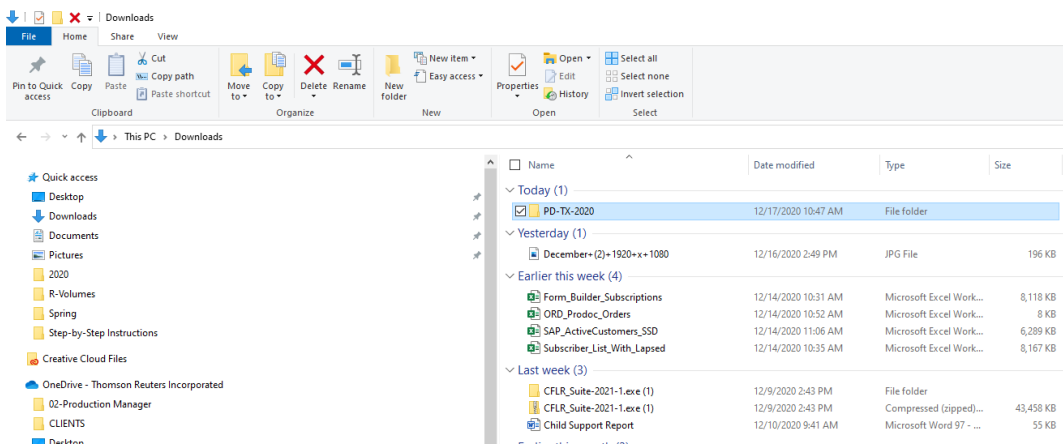 Downloads
File Home Share View
Pin to Quick access Copy Paste Cut Copy path Paste shortcut Move to Copy to Delete Rename New folder New item Easy access Properties Open Edit History Select all Select none Invert selection
Clipboard Organize New Open Select
This PC > Downloads
Name Date modified Type Size
Quick access
Desktop
Downloads
Documents
Pictures
2020
R-Volumes
Spring
Step-by-Step Instructions
Creative Cloud Files
OneDrive - Thomson Reuters Incorporated
02-Production Manager
CLIENTS
Desktop
Today (1)
PD-TX-2020 12/17/2020 10:47 AM File folder
Yesterday (1)
December+(2)+1920+x+1080 12/16/2020 2:49 PM JPG File 196 KB
Earlier this week (4)
Form_Builder_Subscriptions 12/14/2020 10:31 AM Microsoft Excel Work... 8,118 KB
ORD_Prodoc_Orders 12/14/2020 10:52 AM Microsoft Excel Work... 8 KB
SAP_ActiveCustomers_SSD 12/14/2020 11:06 AM Microsoft Excel Work... 6,289 KB
Subscriber_List_With_Lapsed 12/14/2020 10:35 AM Microsoft Excel Work... 8,167 KB
Last week (3)
CFLR_Suite-2021-1.exe (1) 12/9/2020 2:43 PM File folder
CFLR_Suite-2021-1.exe (1) 12/9/2020 2:43 PM Compressed (zipped)... 43,458 KB
Child Support Report 12/10/2020 9:41 AM Microsoft Word 97 - ... 55 KB